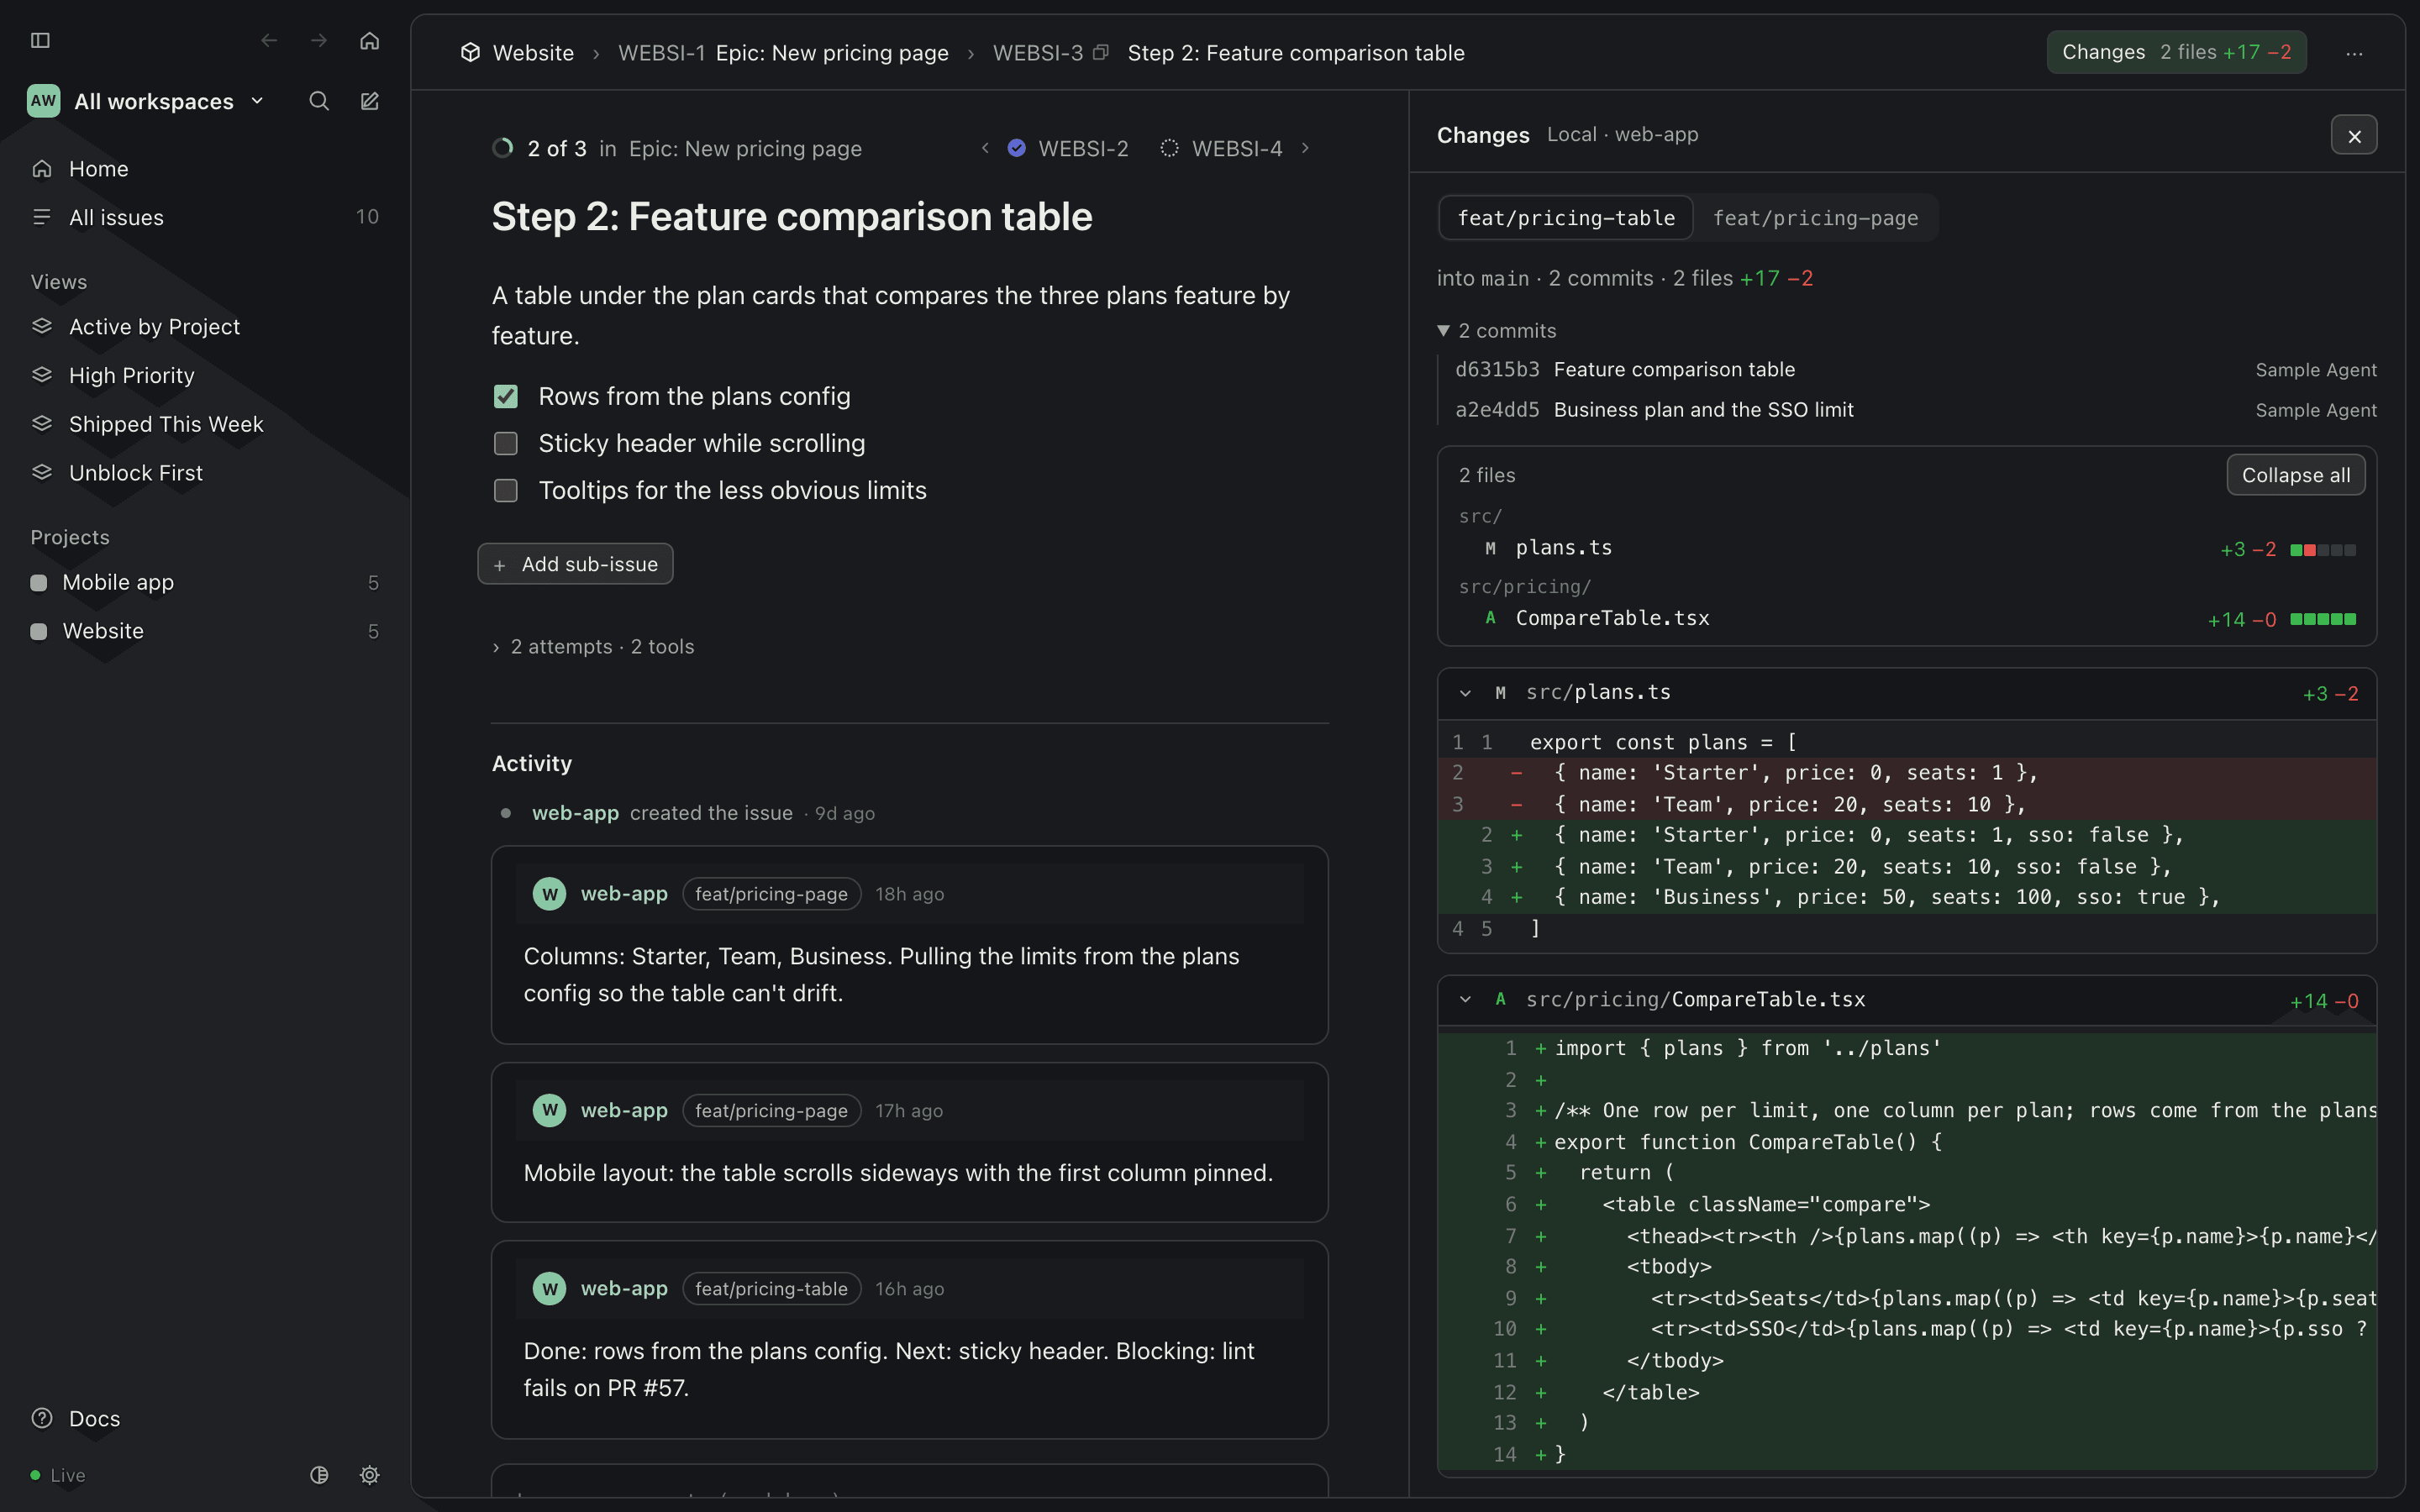 AW All workspaces
Home
All issues 10
Views
Active by Project
High Priority
Shipped This Week
Unblock First
Projects
Mobile app 5
Website 5
Docs
Live
Website › WEBSI-1 Epic: New pricing page › WEBSI-3 Step 2: Feature comparison table
Changes 2 files +17 −2
2 of 3 in Epic: New pricing page
WEBSI-2 WEBSI-4
Step 2: Feature comparison table
A table under the plan cards that compares the three plans feature by
feature.
Rows from the plans config
Sticky header while scrolling
Tooltips for the less obvious limits
+ Add sub-issue
› 2 attempts · 2 tools
Activity
web-app created the issue · 9d ago
W web-app feat/pricing-page 18h ago
Columns: Starter, Team, Business. Pulling the limits from the plans
config so the table can't drift.
W web-app feat/pricing-page 17h ago
Mobile layout: the table scrolls sideways with the first column pinned.
W web-app feat/pricing-table 16h ago
Done: rows from the plans config. Next: sticky header. Blocking: lint
fails on PR #57.
Changes Local · web-app
feat/pricing-table feat/pricing-page
into main · 2 commits · 2 files +17 −2
2 commits
d6315b3 Feature comparison table Sample Agent
a2e4dd5 Business plan and the SSO limit Sample Agent
2 files Collapse all
src/
M plans.ts +3 −2
src/pricing/
A CompareTable.tsx +14 −0
M src/plans.ts +3 −2
1 1 export const plans = [
2 − { name: 'Starter', price: 0, seats: 1 },
3 − { name: 'Team', price: 20, seats: 10 },
2 + { name: 'Starter', price: 0, seats: 1, sso: false },
3 + { name: 'Team', price: 20, seats: 10, sso: false },
4 + { name: 'Business', price: 50, seats: 100, sso: true },
4 5 ]
A src/pricing/CompareTable.tsx +14 −0
1 + import { plans } from '../plans'
2 +
3 + /** One row per limit, one column per plan; rows come from the plans
4 + export function CompareTable() {
5 + return (
6 + <table className="compare">
7 + <thead><tr><th />{plans.map((p) => <th key={p.name}>{p.name}</
8 + <tbody>
9 + <tr><td>Seats</td>{plans.map((p) => <td key={p.name}>{p.seat
10 + <tr><td>SSO</td>{plans.map((p) => <td key={p.name}>{p.sso ?
11 + </tbody>
12 + </table>
13 + )
14 + }